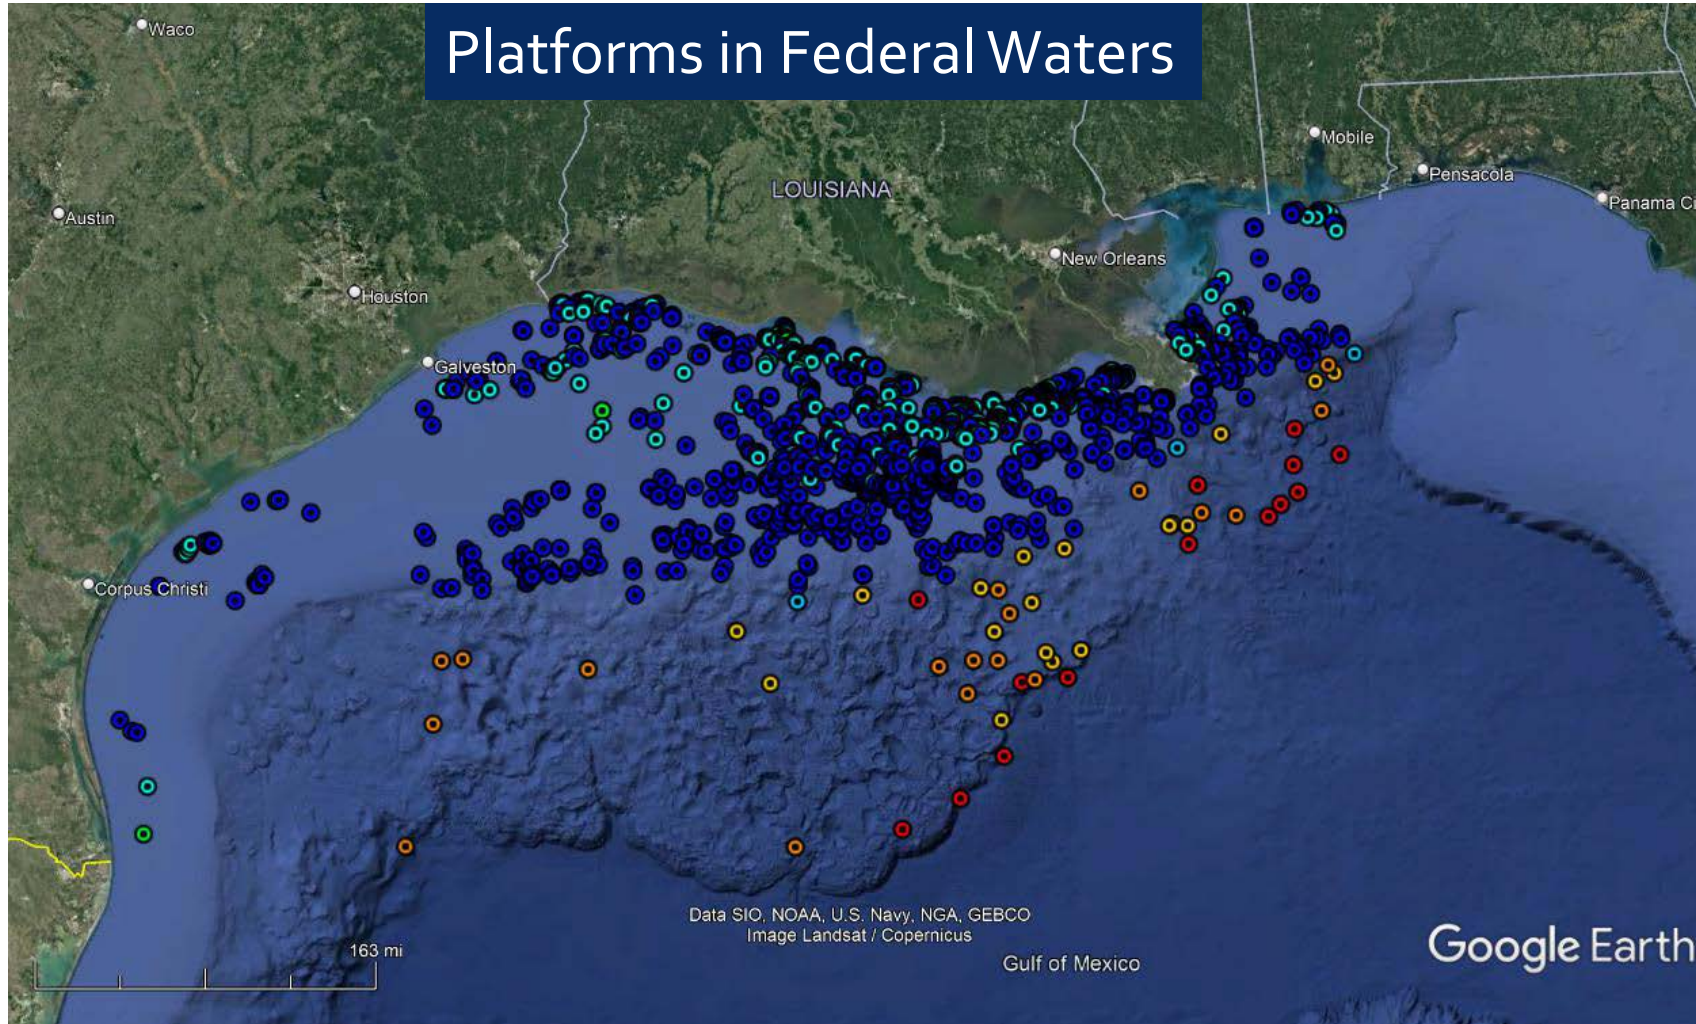 Platforms in Federal Waters
Waco
Mobile
Pensacola
LOUISIANA
Panama Ci
Austin
New Orleans
Houston
Galveston
Corpus Christi
Data SIO, NOAA, U.S. Navy, NGA, GEBCO
Image Landsat / Copernicus
163 mi
Gulf of Mexico
Google Earth